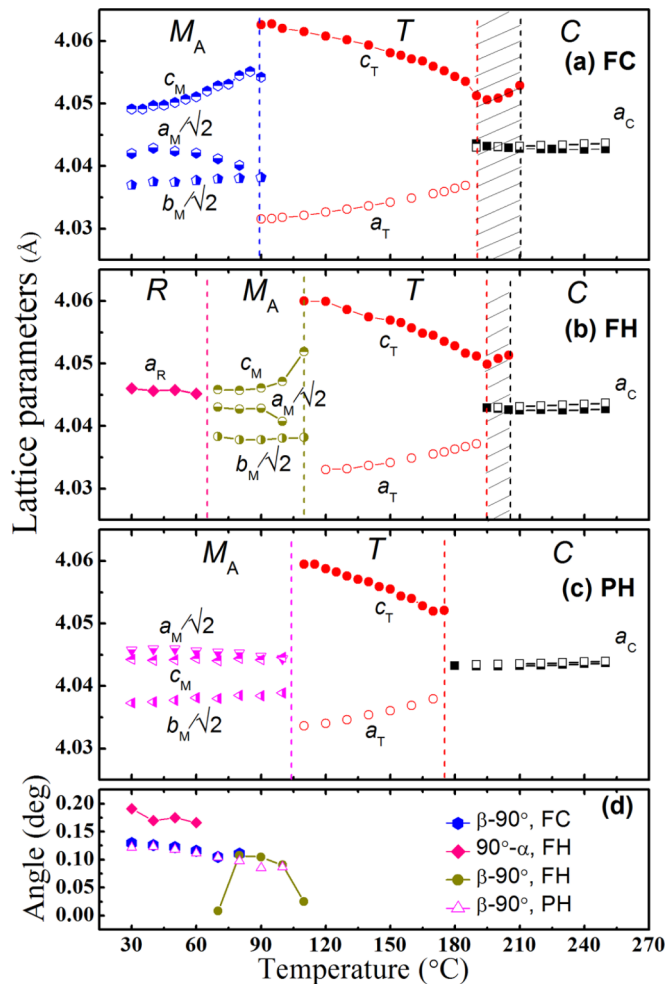 M_A T C
(a) FC
4.06
4.05
4.04
4.03
c_M
a_M/√2
b_M/√2
c_T
a_T
a_C
R M_A T C
(b) FH
4.06
4.05
4.04
4.03
a_R
c_M
a_M/√2
b_M/√2
c_T
a_T
a_C
M_A T C
(c) PH
4.06
4.05
4.04
4.03
a_M/√2
c_M
b_M/√2
c_T
a_T
a_C
Lattice parameters (Å)
(d)
0.20
0.15
0.10
0.05
0.00
Angle (deg)
β-90°, FC
90°-α, FH
β-90°, FH
β-90°, PH
30 60 90 120 150 180 210 240
Temperature (°C)